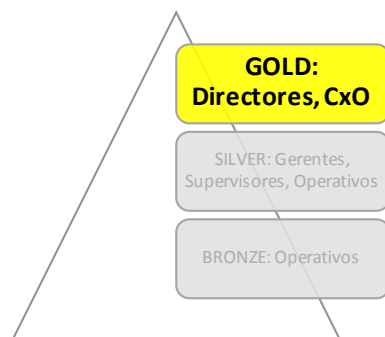 GOLD:
Directores, CxO
SILVER: Gerentes,
Supervisores, Operativos
BRONZE: Operativos